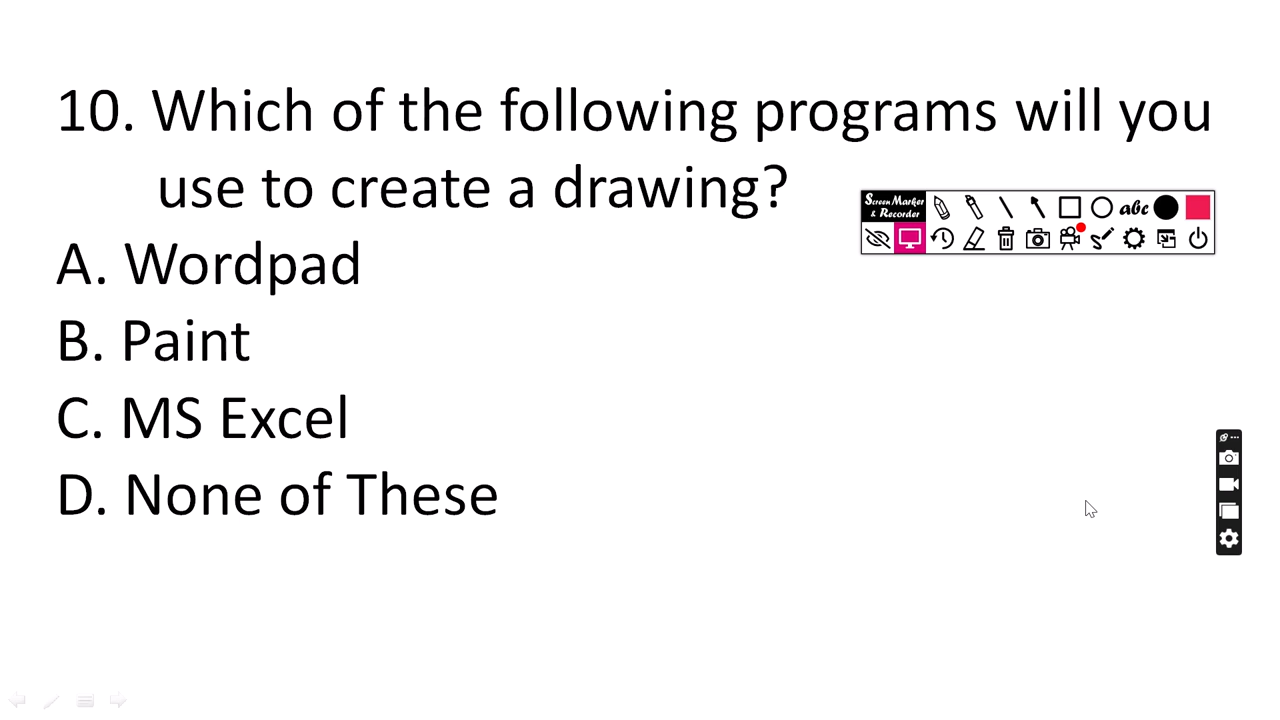 10. Which of the following programs will you
use to create a drawing?
Screen Marker
& Recorder
abc
A. Wordpad
B. Paint
C. MS Excel
D. None of These